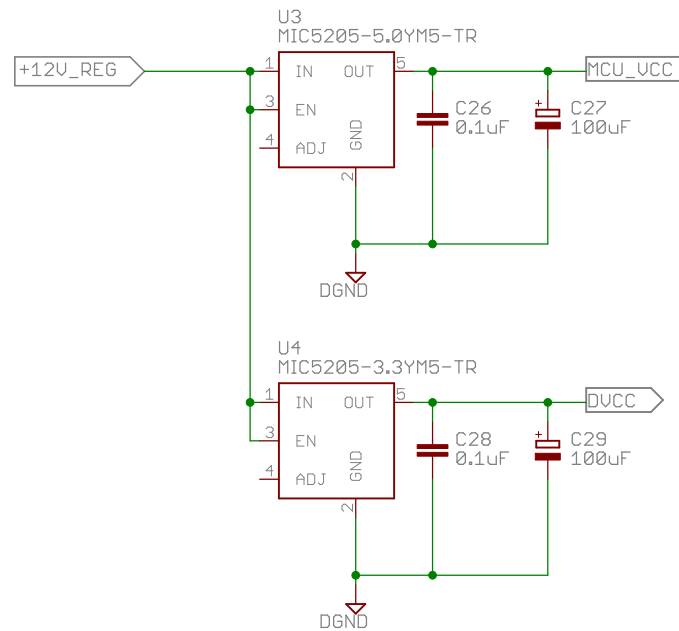 U3
MIC5205-5.0YM5-TR
+12V_REG
1 IN OUT 5
MCU_VCC
3 EN
C26
0.1uF
C27
100uF
+
4 ADJ
GND
2
DGND
U4
MIC5205-3.3YM5-TR
1 IN OUT 5
DVCC
3 EN
C28
0.1uF
C29
100uF
+
4 ADJ
GND
2
DGND